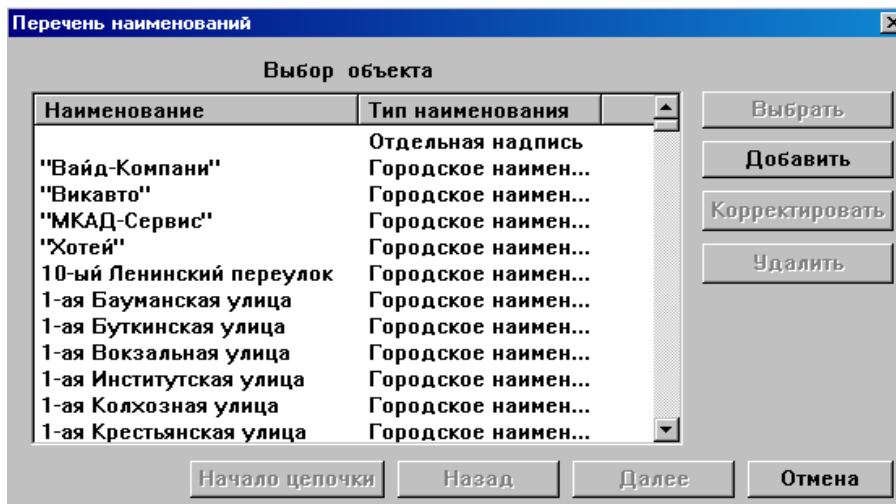 Перечень наименований
Выбор объекта
Наименование Тип наименования
Отдельная надпись
"Вайд-Компани" Городское наимен...
"Викавто" Городское наимен...
"МКАД-Сервис" Городское наимен...
"Хотей" Городское наимен...
10-ый Ленинский переулок Городское наимен...
1-ая Бауманская улица Городское наимен...
1-ая Буткинская улица Городское наимен...
1-ая Вокзальная улица Городское наимен...
1-ая Институтская улица Городское наимен...
1-ая Колхозная улица Городское наимен...
1-ая Крестьянская улица Городское наимен...
Выбрать
Добавить
Корректировать
Удалить
Начало цепочки Назад Далее Отмена